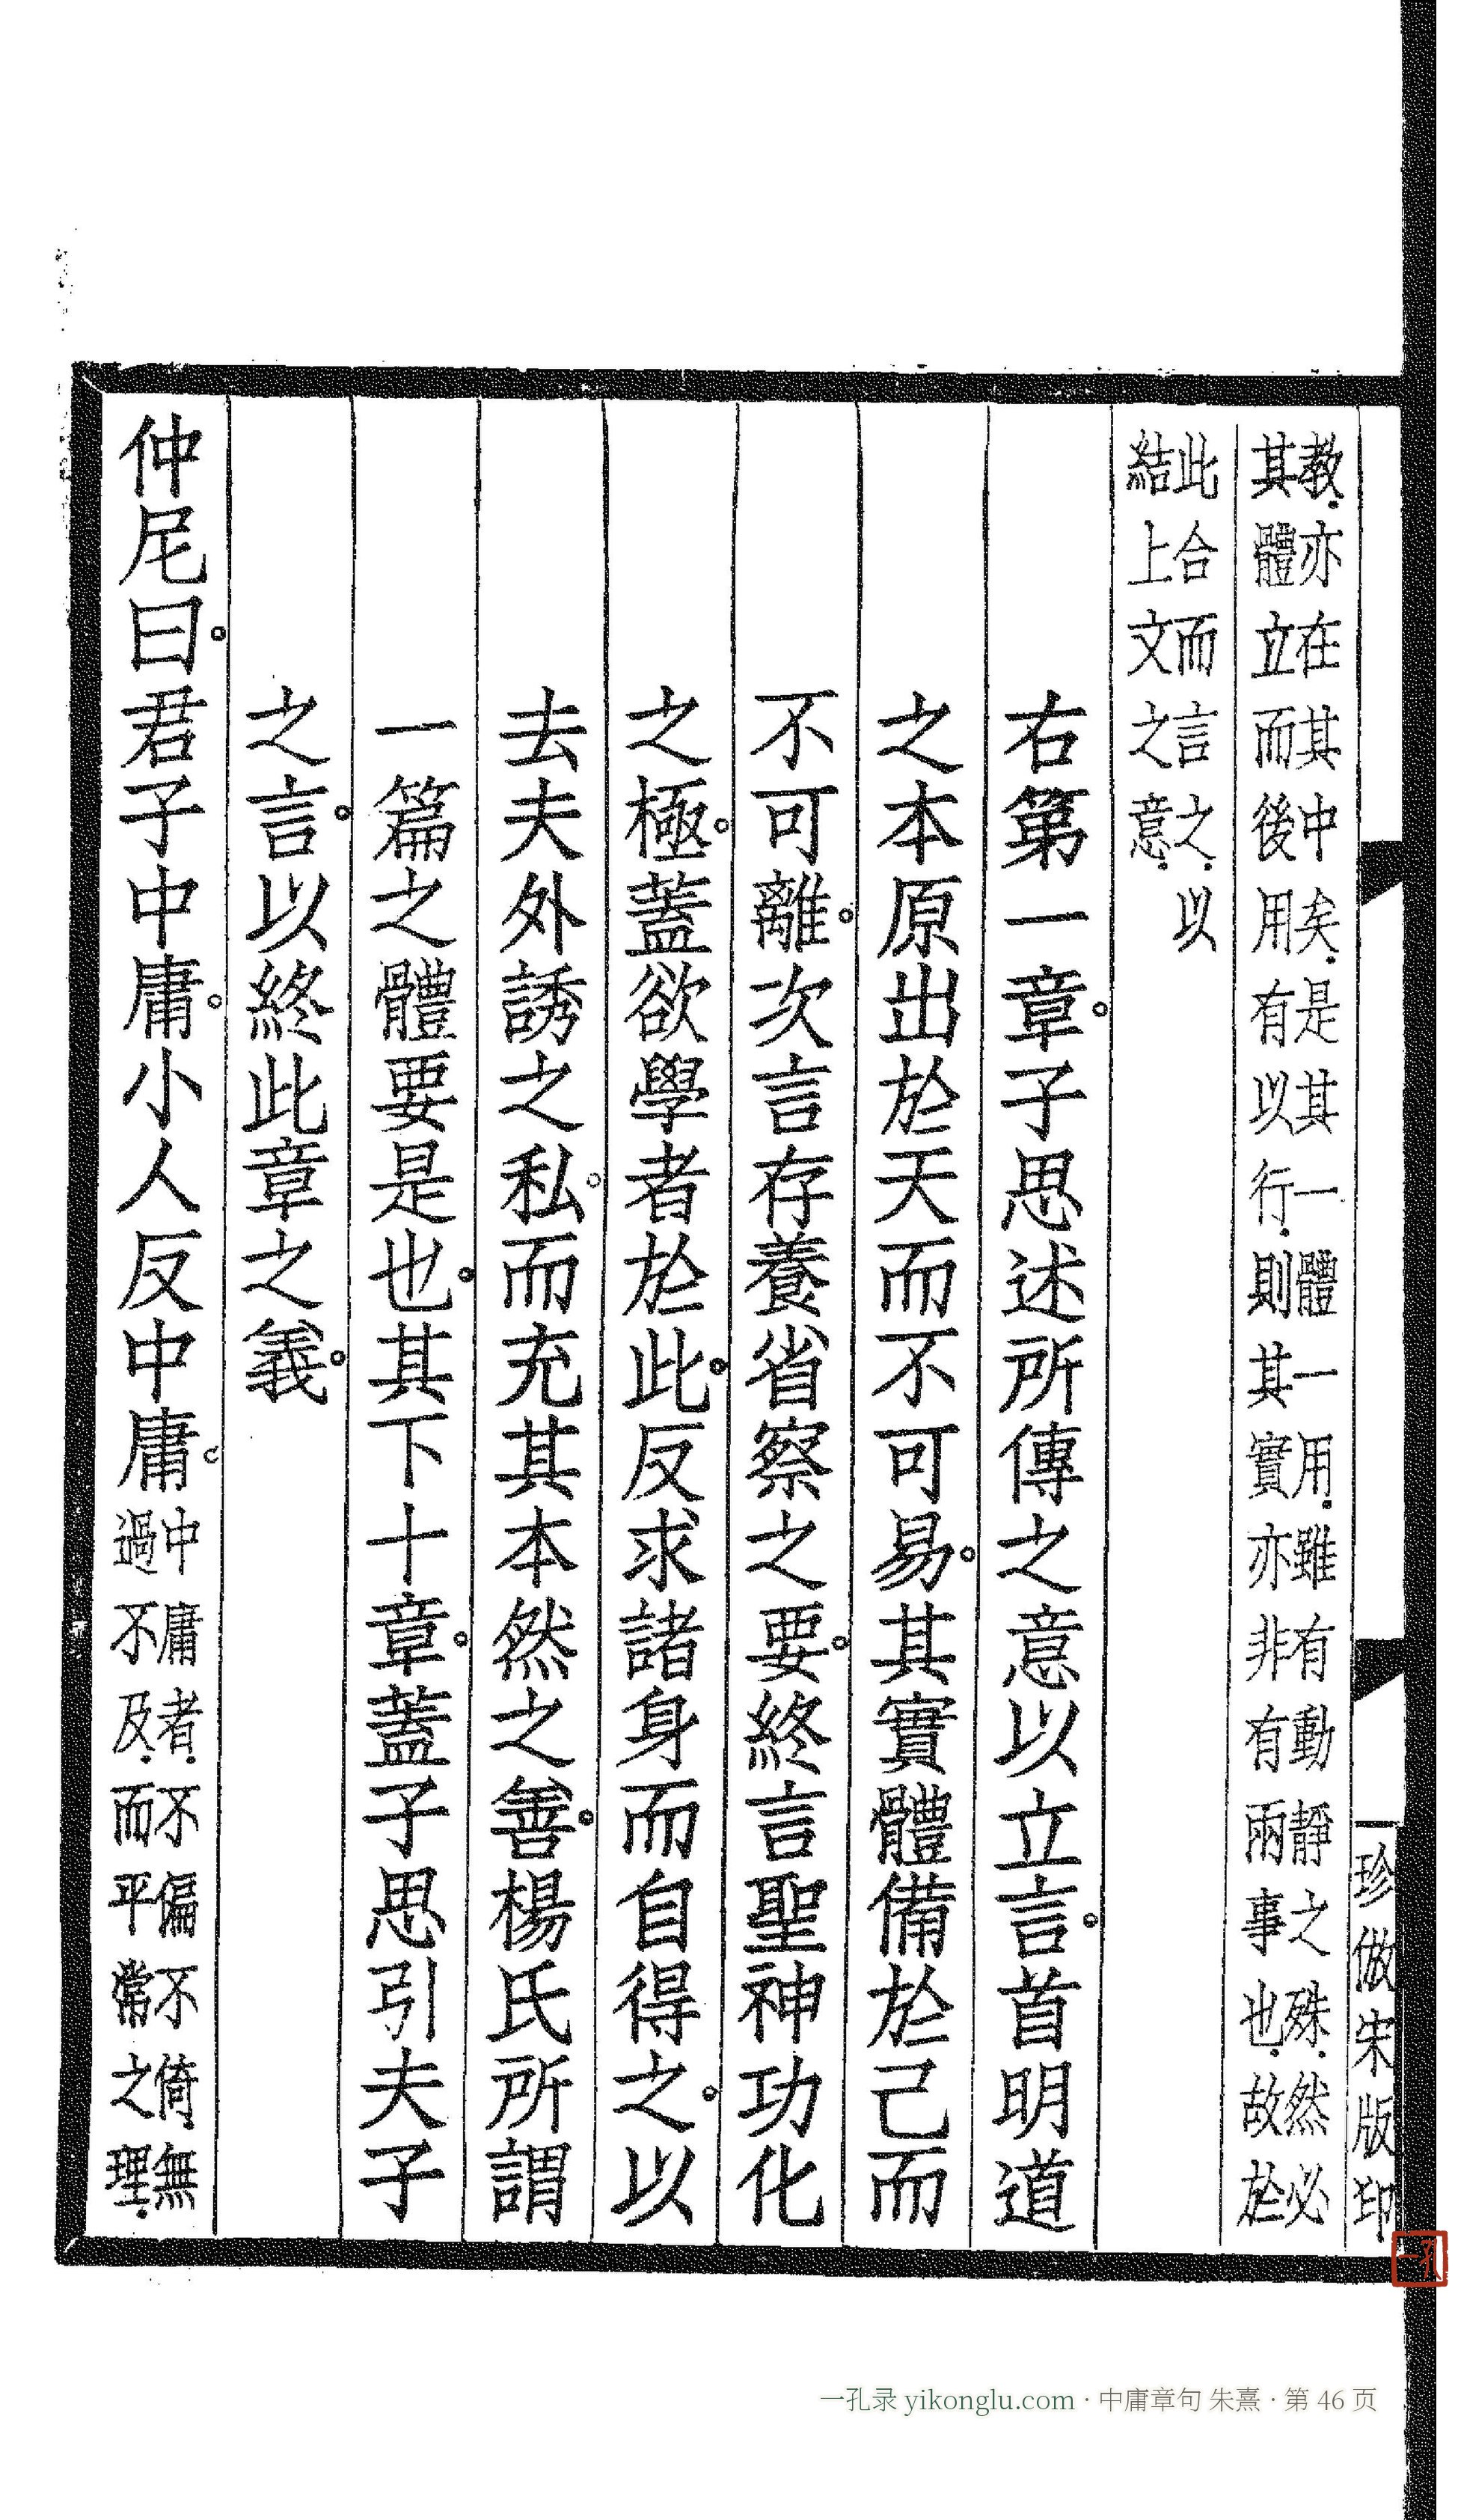 教亦在其中矣是其一體一用雖有動靜之殊然必
其體立而後用有以行則其實亦非有兩事也故於
此合而言之以
結上文之意
右第一章子思述所傳之意以立言首明道
之本原出於天而不可易其實體備於己而
不可離次言存養省察之要終言聖神功化
之極蓋欲學者於此反求諸身而自得之以
去夫外誘之私而充其本然之善楊氏所謂
一篇之體要是也其下十章蓋子思引夫子
之言以終此章之義
仲尼曰君子中庸小人反中庸
中庸者不偏不倚無
過不及而平常之理
珍倣宋版印
一孔
一孔录 yikonglu.com · 中庸章句 朱熹 · 第 46 页